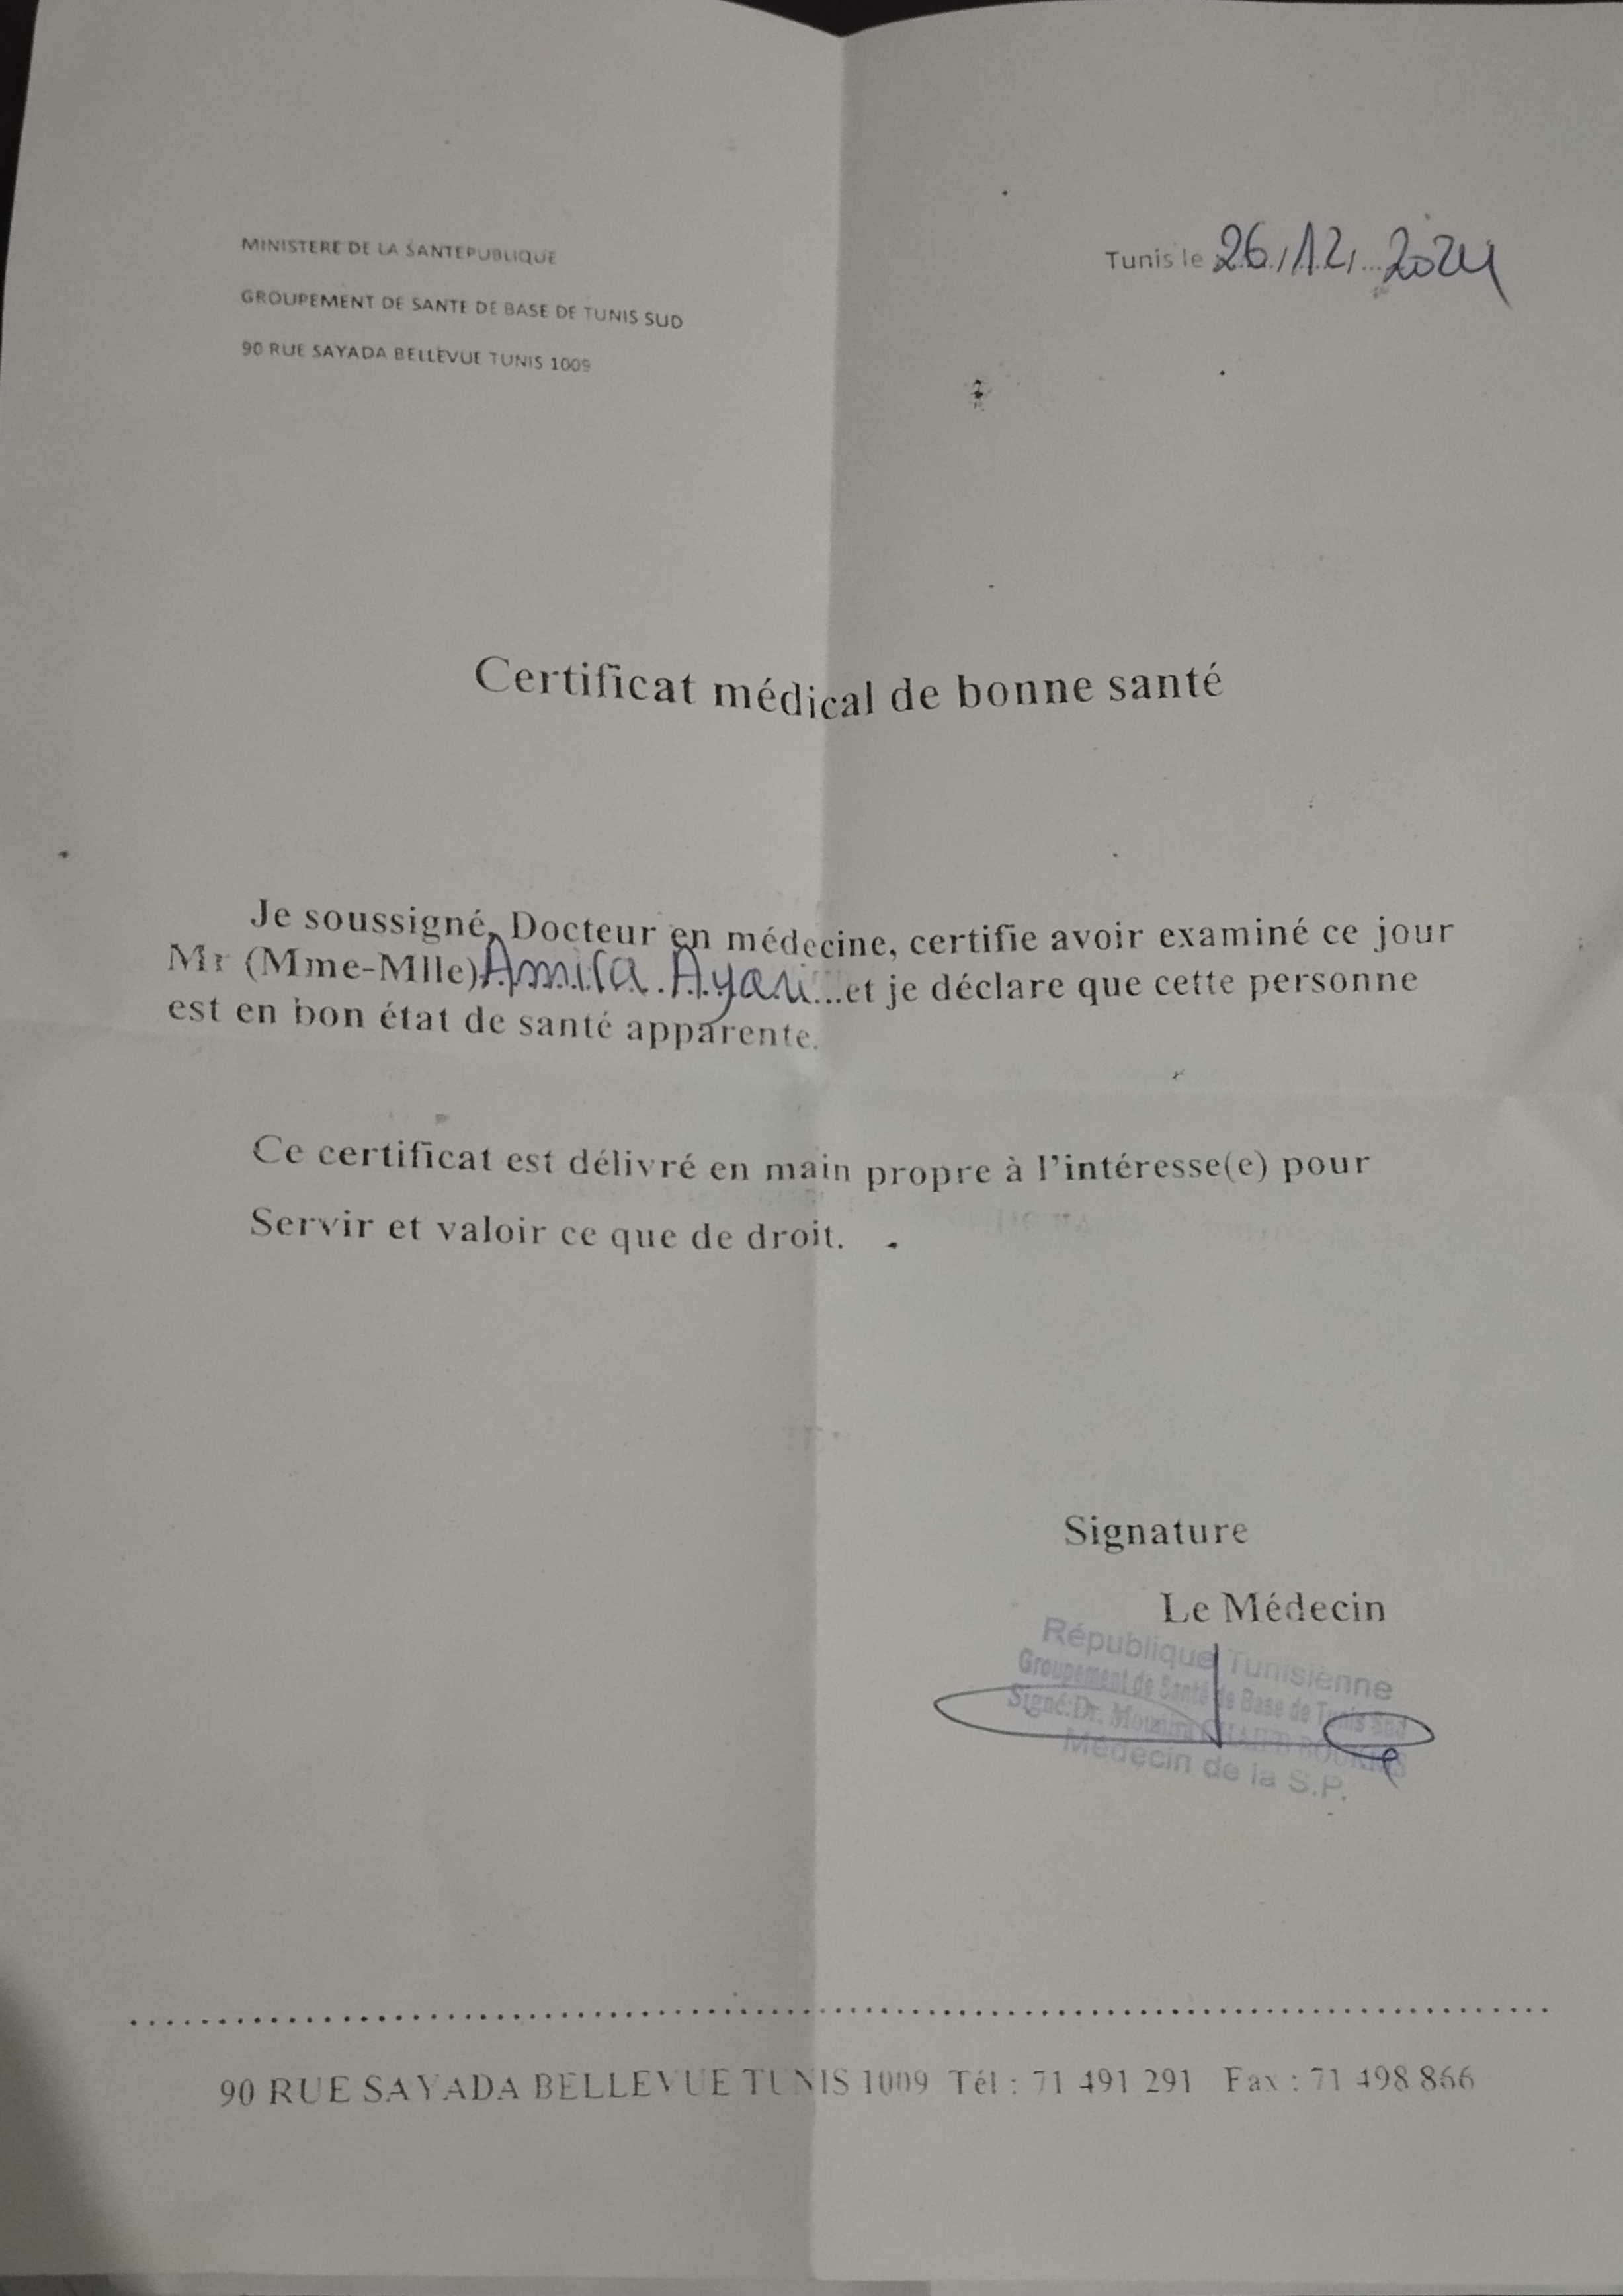 MINISTERE DE LA SANTEPUBLIQUE
GROUPEMENT DE SANTE DE BASE DE TUNIS SUD
90 RUE SAYADA BELLEVUE TUNIS 1009
Tunis le 26/12/2024
Certificat médical de bonne santé
Je soussigné, Docteur en médecine, certifie avoir examiné ce jour
Mr (Mme-Mlle) Amira Ayari ...et je déclare que cette personne
est en bon état de santé apparente.
Ce certificat est délivré en main propre à l'intéresse(e) pour
Servir et valoir ce que de droit.
Signature
Le Médecin
République Tunisienne
Groupement de Santé de Base de Tunis Sud
Signé:Dr. Mounira
Médecin de la S.P.
90 RUE SAYADA BELLEVUE TUNIS 1009 Tél : 71 491 291 Fax : 71 498 866